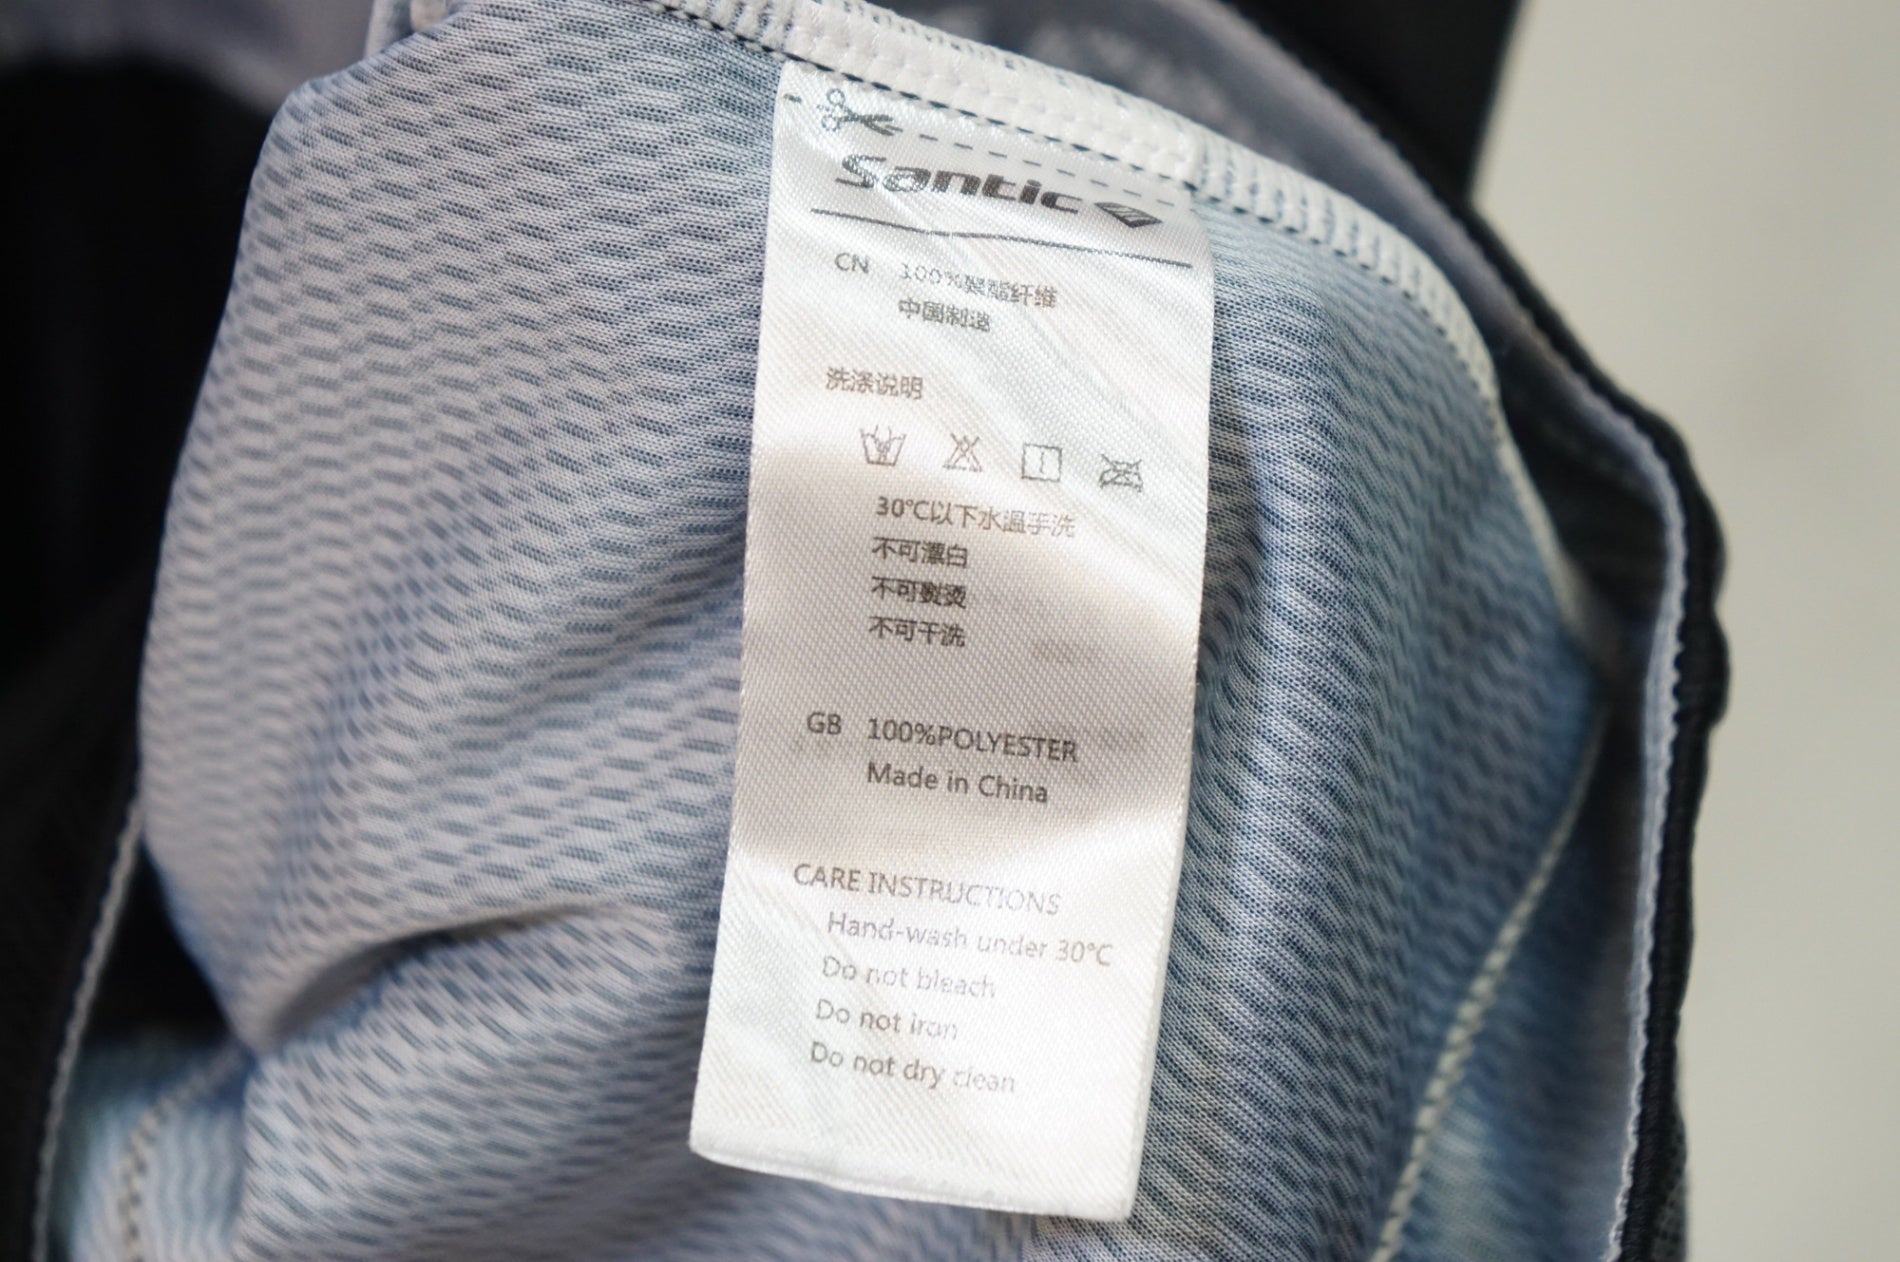 Santic
CN 100%聚酯纤维
中国制造
洗涤说明
30℃以下水温手洗
不可漂白
不可熨烫
不可干洗
GB 100%POLYESTER
Made in China
CARE INSTRUCTIONS
Hand-wash under 30℃
Do not bleach
Do not iron
Do not dry clean